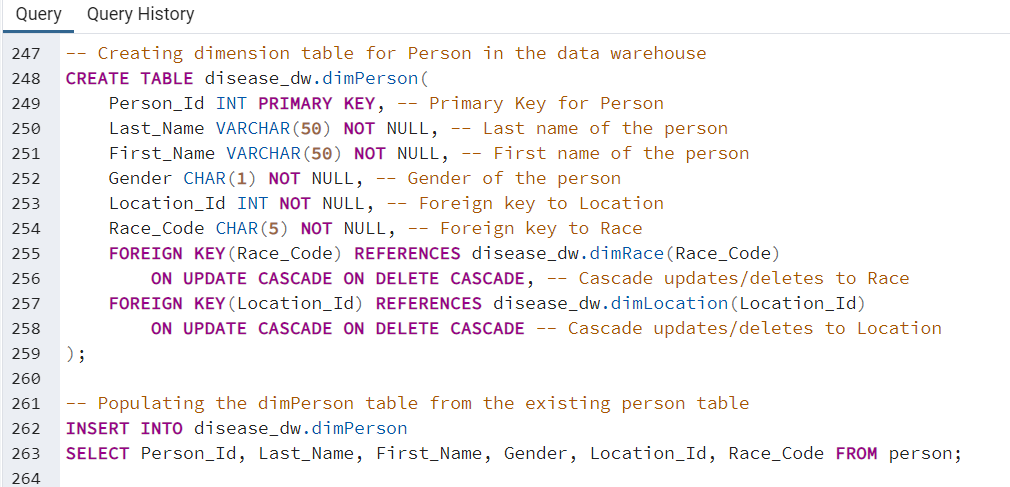 Query Query History
247 -- Creating dimension table for Person in the data warehouse
248 CREATE TABLE disease_dw.dimPerson(
249     Person_Id INT PRIMARY KEY, -- Primary Key for Person
250     Last_Name VARCHAR(50) NOT NULL, -- Last name of the person
251     First_Name VARCHAR(50) NOT NULL, -- First name of the person
252     Gender CHAR(1) NOT NULL, -- Gender of the person
253     Location_Id INT NOT NULL, -- Foreign key to Location
254     Race_Code CHAR(5) NOT NULL, -- Foreign key to Race
255     FOREIGN KEY(Race_Code) REFERENCES disease_dw.dimRace(Race_Code)
256         ON UPDATE CASCADE ON DELETE CASCADE, -- Cascade updates/deletes to Race
257     FOREIGN KEY(Location_Id) REFERENCES disease_dw.dimLocation(Location_Id)
258         ON UPDATE CASCADE ON DELETE CASCADE -- Cascade updates/deletes to Location
259 );
260
261 -- Populating the dimPerson table from the existing person table
262 INSERT INTO disease_dw.dimPerson
263 SELECT Person_Id, Last_Name, First_Name, Gender, Location_Id, Race_Code FROM person;
264